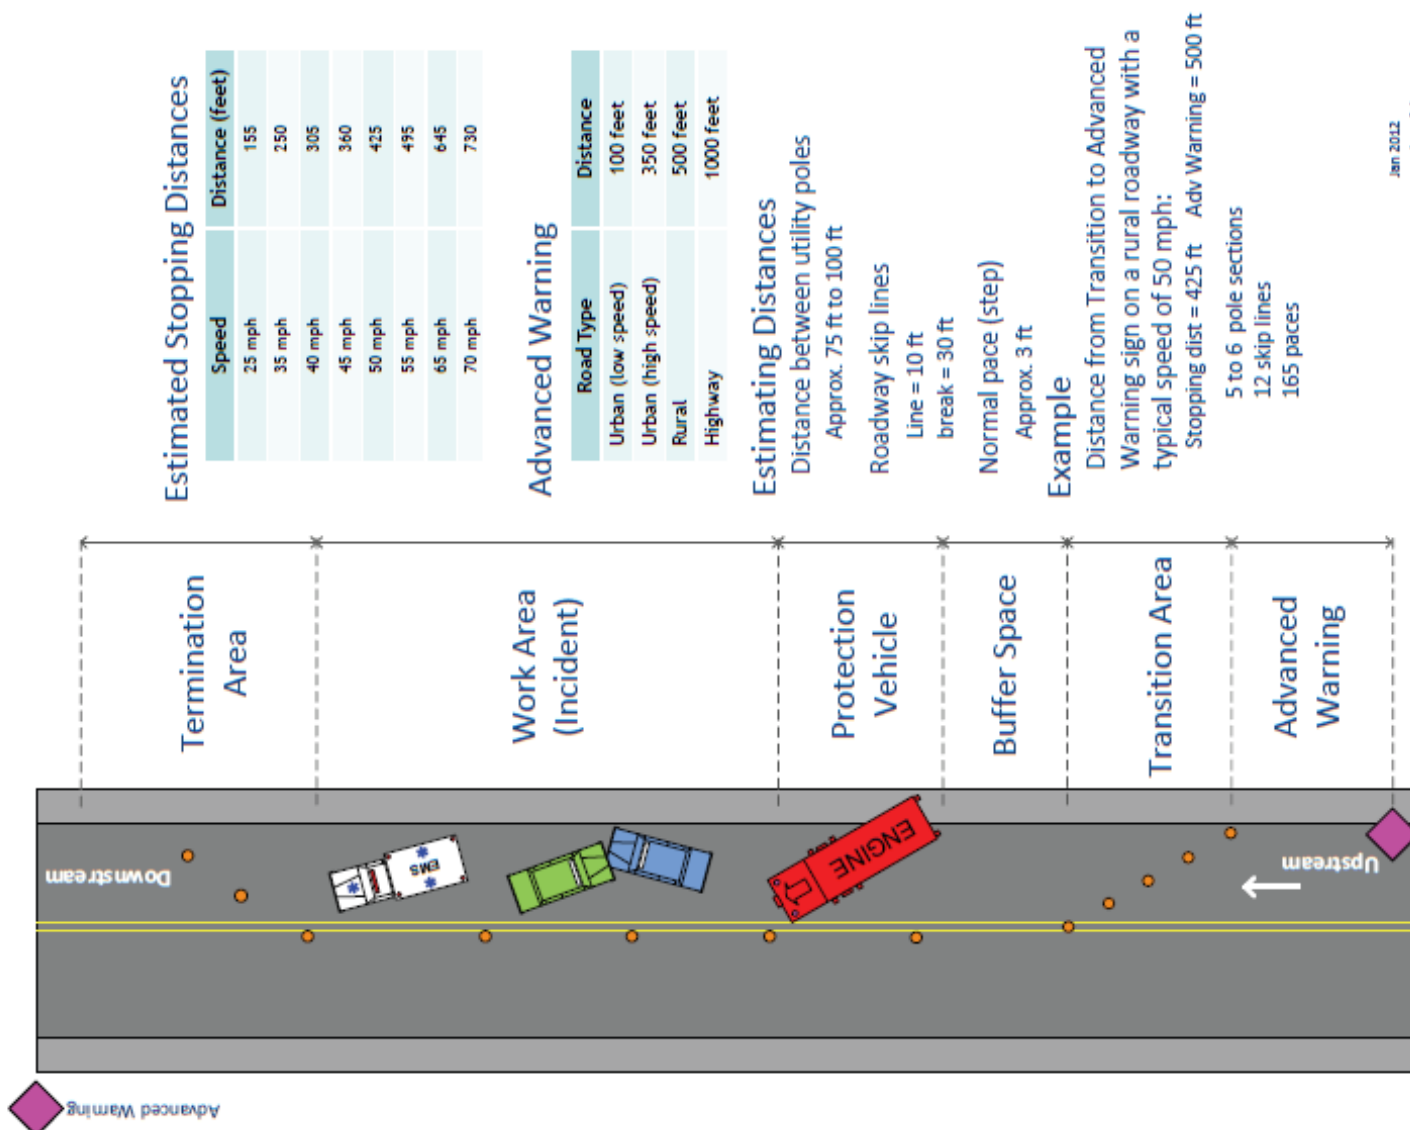 Estimated Stopping Distances
Speed Distance (feet)
25 mph 155
35 mph 250
40 mph 305
45 mph 360
50 mph 425
55 mph 495
65 mph 645
70 mph 730
Advanced Warning
Road Type Distance
Urban (low speed) 100 feet
Urban (high speed) 350 feet
Rural 500 feet
Highway 1000 feet
Estimating Distances
Distance between utility poles
Approx. 75 ft to 100 ft
Roadway skip lines
Line = 10 ft
break = 30 ft
Normal pace (step)
Approx. 3 ft
Example
Distance from Transition to Advanced
Warning sign on a rural roadway with a
typical speed of 50 mph:
Stopping dist = 425 ft Adv Warning = 500 ft
5 to 6 pole sections
12 skip lines
165 paces
Jan 2012
Termination
Area
Work Area
(Incident)
Protection
Vehicle
Buffer Space
Transition Area
Advanced
Warning
Downstream
EMS
ENGINE
Upstream
Advanced Warning